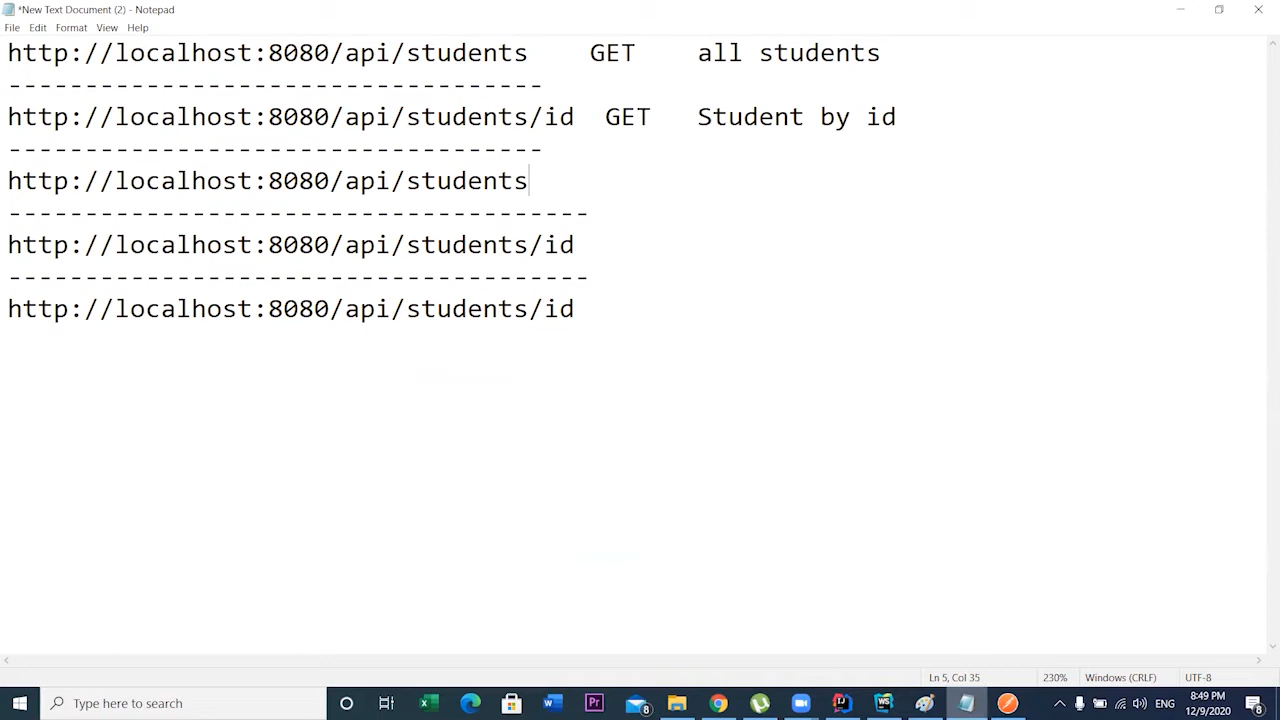 *New Text Document (2) - Notepad
File Edit Format View Help
http://localhost:8080/api/students GET all students
-----------------------------------
http://localhost:8080/api/students/id GET Student by id
-----------------------------------
http://localhost:8080/api/students
--------------------------------------
http://localhost:8080/api/students/id
--------------------------------------
http://localhost:8080/api/students/id
Ln 5, Col 35 230% Windows (CRLF) UTF-8
Type here to search
8 ENG 8:49 PM 8
12/9/2020